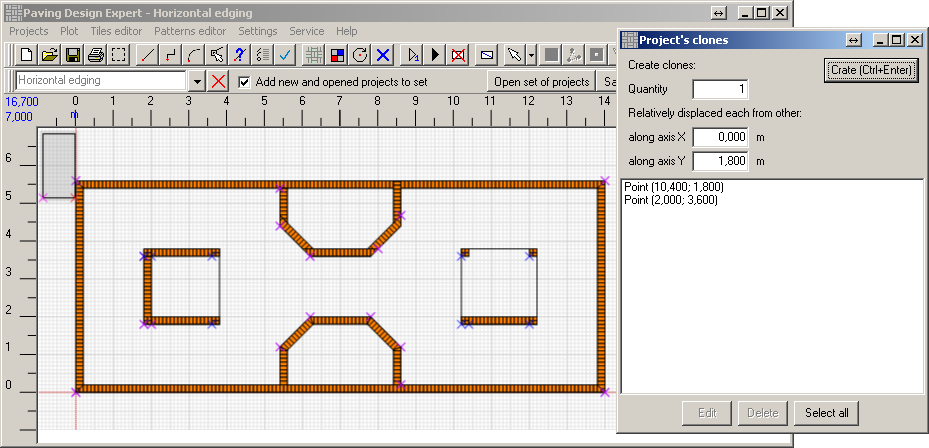 Paving Design Expert - Horizontal edging
Projects Plot Tiles editor Patterns editor Settings Service Help
Horizontal edging
Add new and opened projects to set
Open set of projects
Sa
16,700
7,000
m
0 1 2 3 4 5 6 7 8 9 10 11 12 13 14
6
5
4
3
2
1
0
Project's clones
Create clones:
Crate (Ctrl+Enter)
Quantity 1
Relatively displaced each from other:
along axis X 0,000 m
along axis Y 1,800 m
Point (10,400; 1,800)
Point (2,000; 3,600)
Edit Delete Select all